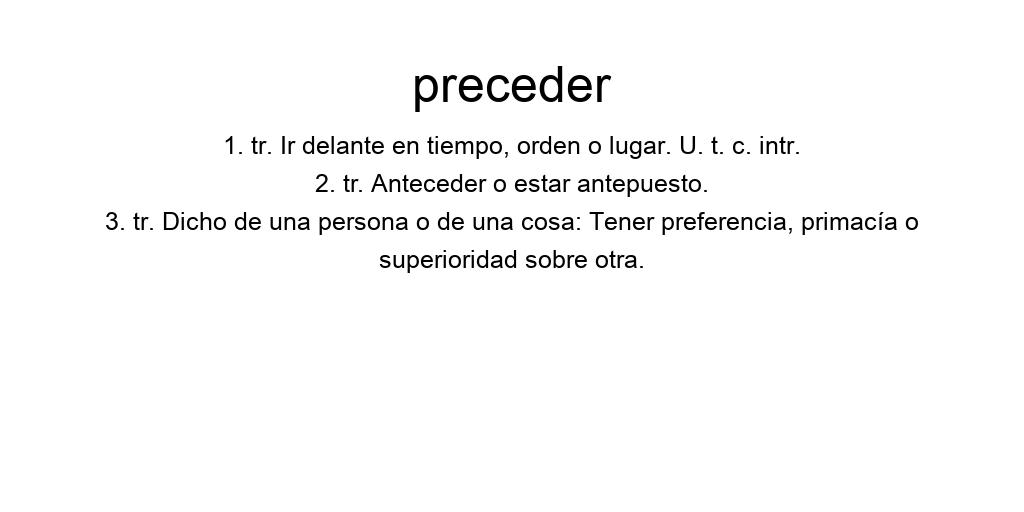 preceder
1. tr. Ir delante en tiempo, orden o lugar. U. t. c. intr.
2. tr. Anteceder o estar antepuesto.
3. tr. Dicho de una persona o de una cosa: Tener preferencia, primacía o
superioridad sobre otra.